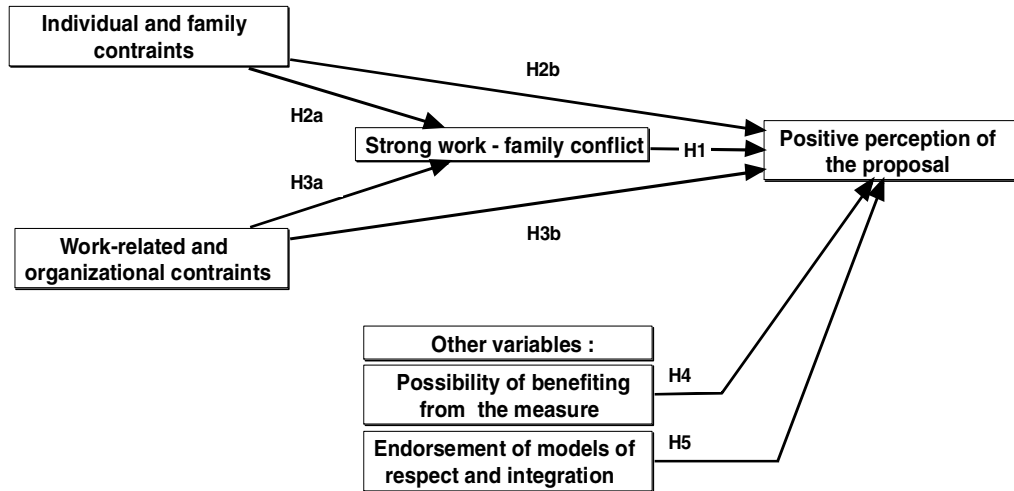 Individual and family
contraints
H2b
H2a
Strong work - family conflict
H1
Positive perception of
the proposal
H3a
Work-related and
organizational contraints
H3b
Other variables :
Possibility of benefiting
from the measure
H4
Endorsement of models of
respect and integration
H5